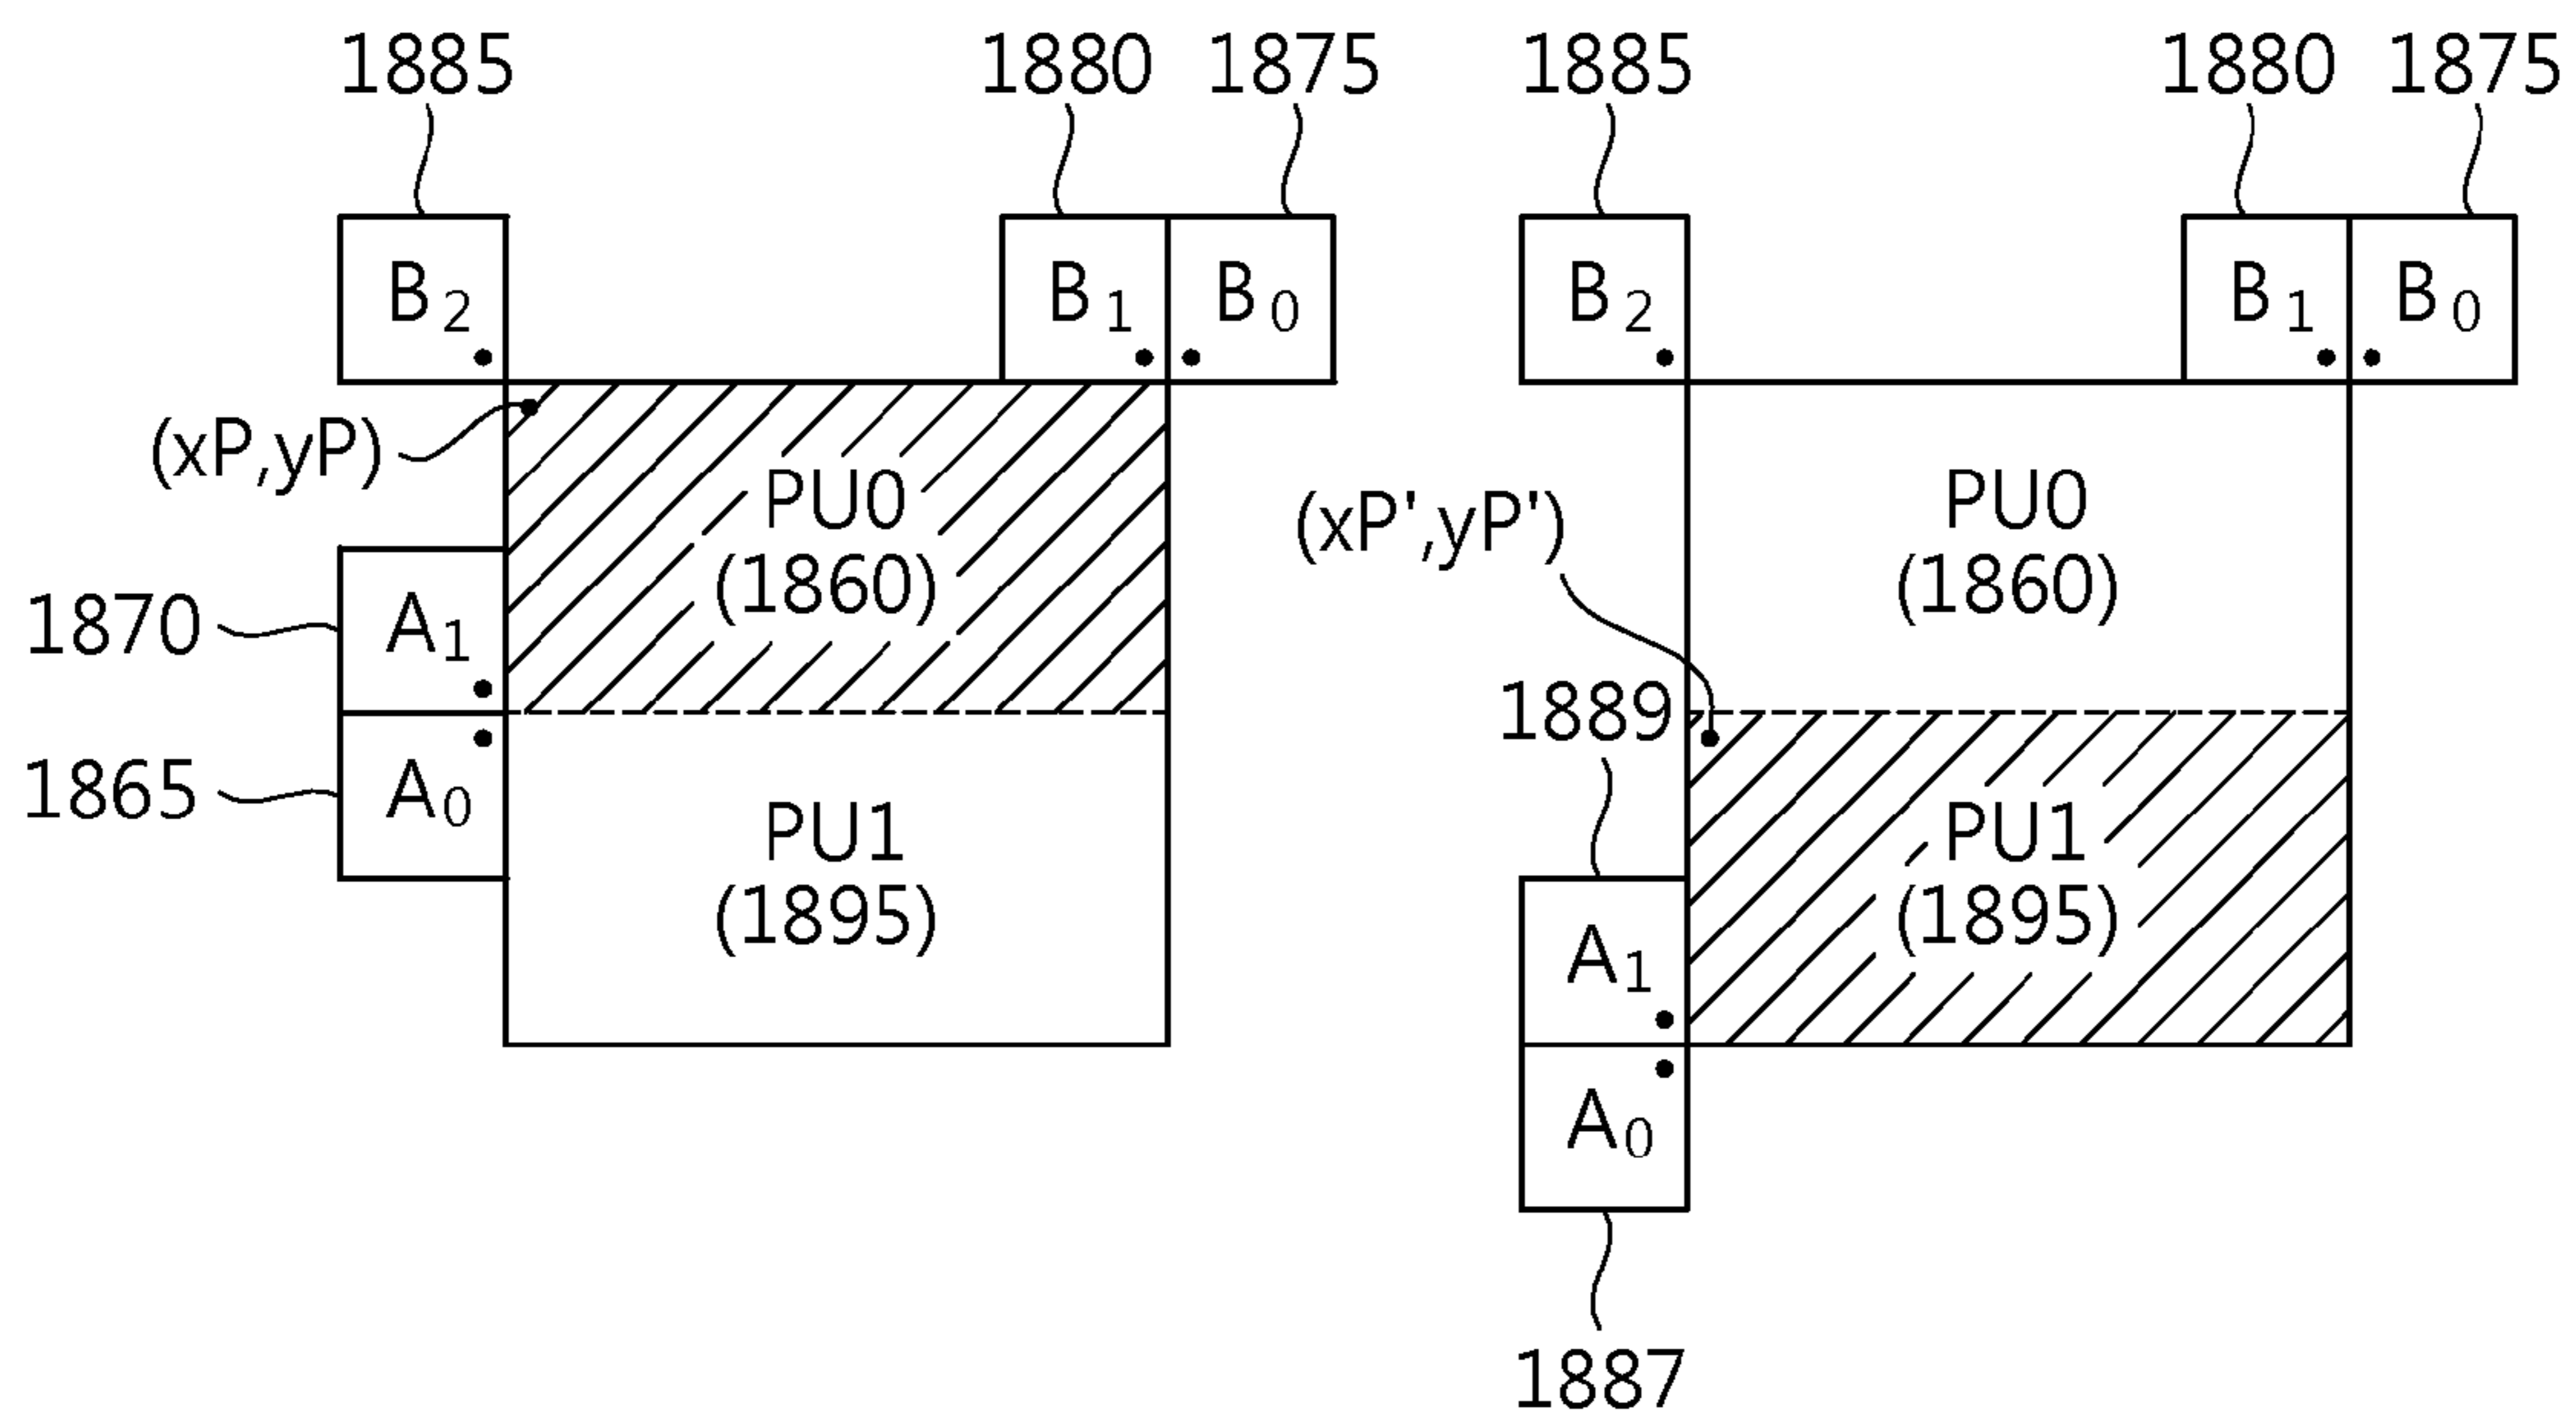 1885
1880
1875
B2
B1
B0
(xP,yP)
PU0
(1860)
1870
A1
1865
A0
PU1
(1895)
1885
1880
1875
B2
B1
B0
(xP',yP')
PU0
(1860)
1889
PU1
(1895)
A1
A0
1887